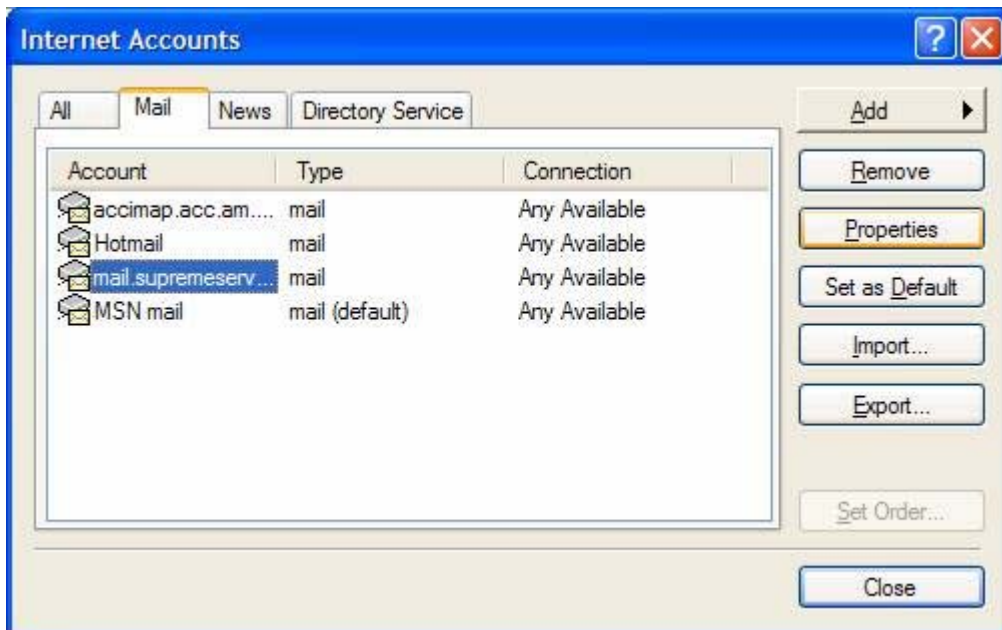 Internet Accounts
All Mail News Directory Service
Add
Account Type Connection
Remove
accimap.acc.am.... mail Any Available
Properties
Hotmail mail Any Available
mail.supremeserv... mail Any Available
Set as Default
MSN mail mail (default) Any Available
Import...
Export...
Set Order...
Close